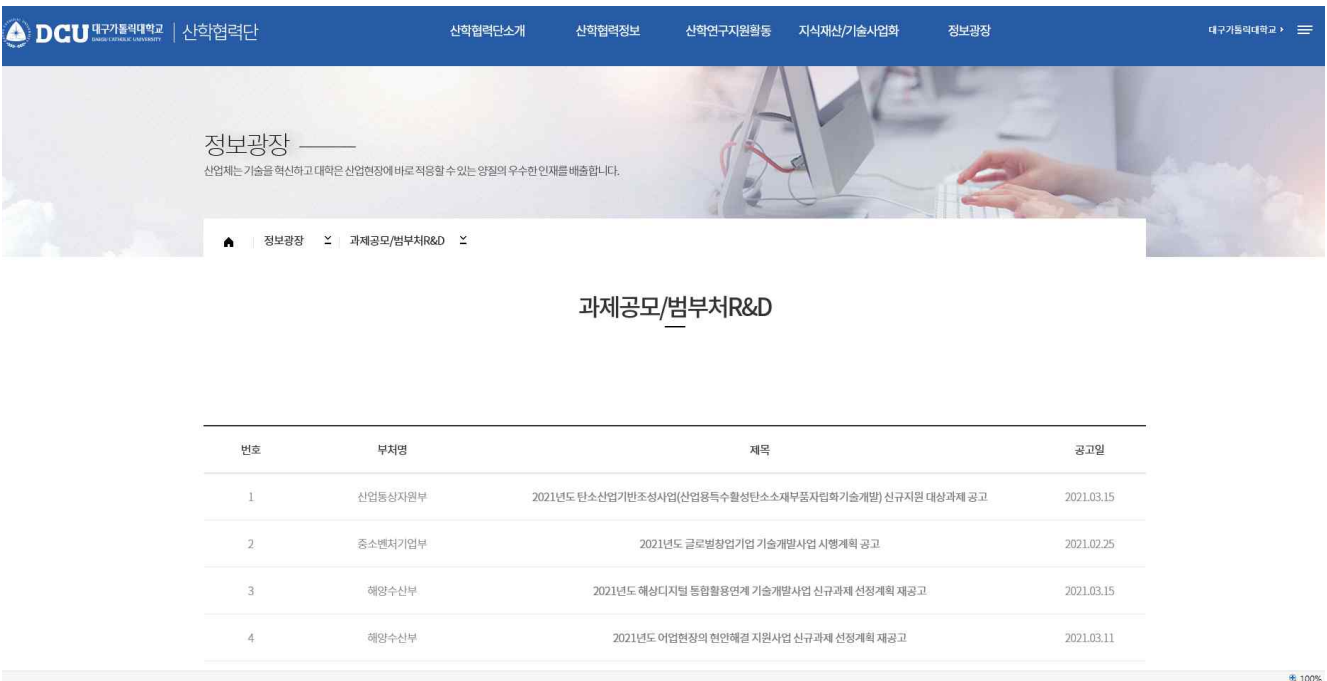 DCU 대구가톨릭대학교 DAEGU CATHOLIC UNIVERSITY 산학협력단 산학협력단소개 산학협력정보 산학연구지원활동 지식재산/기술사업화 정보광장 대구가톨릭대학교
정보광장
산업체는 기술을 혁신하고 대학은 산업현장에 바로 적응할 수 있는 양질의 우수한 인재를 배출합니다.
정보광장 과제공모/범부처R&D
과제공모/범부처R&D
번호 부처명 제목 공고일
1 산업통상자원부 2021년도 탄소산업기반조성사업(산업용특수활성탄소소재부품자립화기술개발) 신규지원 대상과제 공고 2021.03.15
2 중소벤처기업부 2021년도 글로벌창업기업 기술개발사업 시행계획 공고 2021.02.25
3 해양수산부 2021년도 해상디지털 통합활용연계 기술개발사업 신규과제 선정계획 재공고 2021.03.15
4 해양수산부 2021년도 어업현장의 현안해결 지원사업 신규과제 선정계획 재공고 2021.03.11
100%